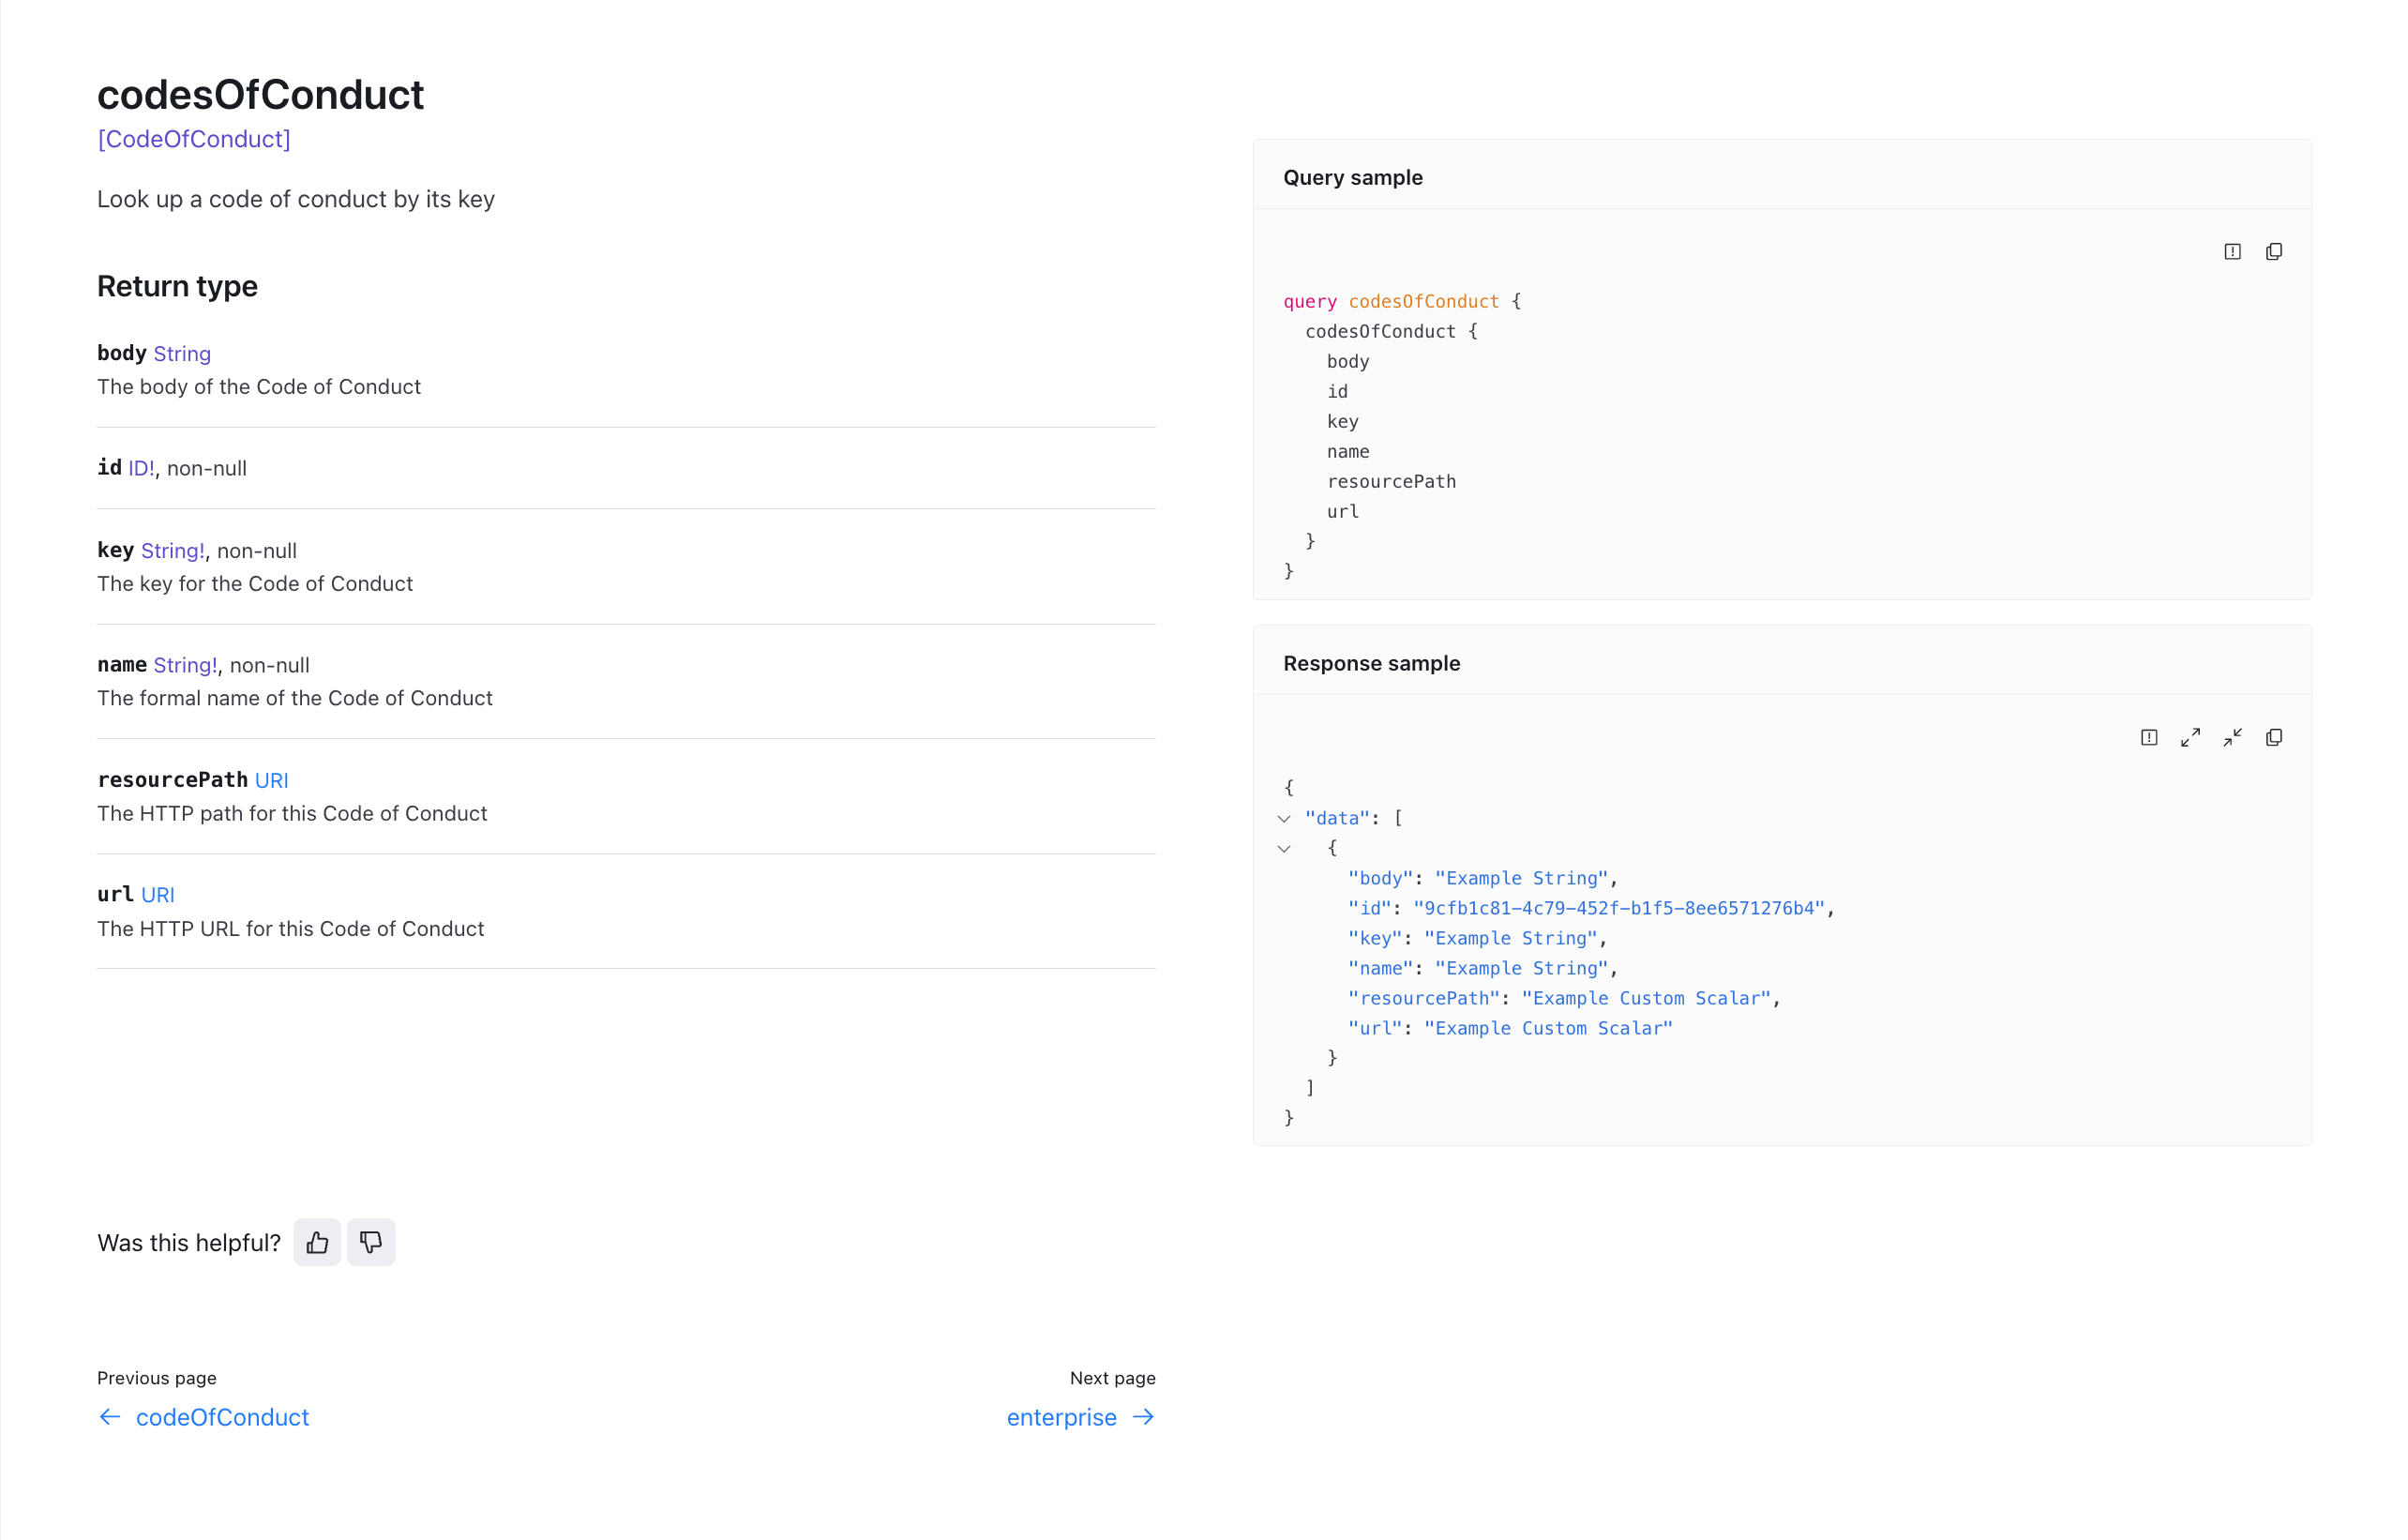 codesOfConduct
[CodeOfConduct]
Look up a code of conduct by its key
Return type
body String
The body of the Code of Conduct
id ID!, non-null
key String!, non-null
The key for the Code of Conduct
name String!, non-null
The formal name of the Code of Conduct
resourcePath URI
The HTTP path for this Code of Conduct
url URI
The HTTP URL for this Code of Conduct
Query sample
query codesOfConduct {
  codesOfConduct {
    body
    id
    key
    name
    resourcePath
    url
  }
}
Response sample
{
  "data": [
    {
      "body": "Example String",
      "id": "9cfb1c81-4c79-452f-b1f5-8ee6571276b4",
      "key": "Example String",
      "name": "Example String",
      "resourcePath": "Example Custom Scalar",
      "url": "Example Custom Scalar"
    }
  ]
}
Was this helpful?
Previous page
codeOfConduct
Next page
enterprise